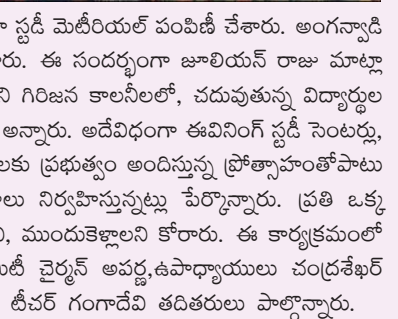 స్టడీ మెటీరియల్ పంపిణీ చేశారు. అంగన్వాడి
ఈ సందర్భంగా జూలియన్ రాజు మాట్లా
గిరిజన కాలనీలలో, చదువుతున్న విద్యార్థుల
అన్నారు. అదేవిధంగా ఈవినింగ్ స్టడీ సెంటర్లు,
ప్రభుత్వం అందిస్తున్న ప్రోత్సాహంతోపాటు
నిర్వహిస్తున్నట్లు పేర్కొన్నారు. ప్రతి ఒక్క
ముందుకెళ్లాలని కోరారు. ఈ కార్యక్రమంలో
చైర్మన్ అపర్ణ,ఉపాధ్యాయులు చంద్రశేఖర్
టీచర్ గంగాదేవి తదితరులు పాల్గొన్నారు.